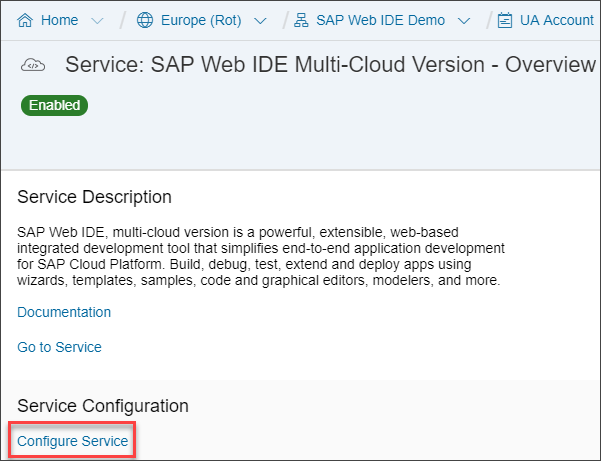 Home / Europe (Rot) / SAP Web IDE Demo / UA Account
Service: SAP Web IDE Multi-Cloud Version - Overview
Enabled
Service Description
SAP Web IDE, multi-cloud version is a powerful, extensible, web-based
integrated development tool that simplifies end-to-end application development
for SAP Cloud Platform. Build, debug, test, extend and deploy apps using
wizards, templates, samples, code and graphical editors, modelers, and more.
Documentation
Go to Service
Service Configuration
Configure Service